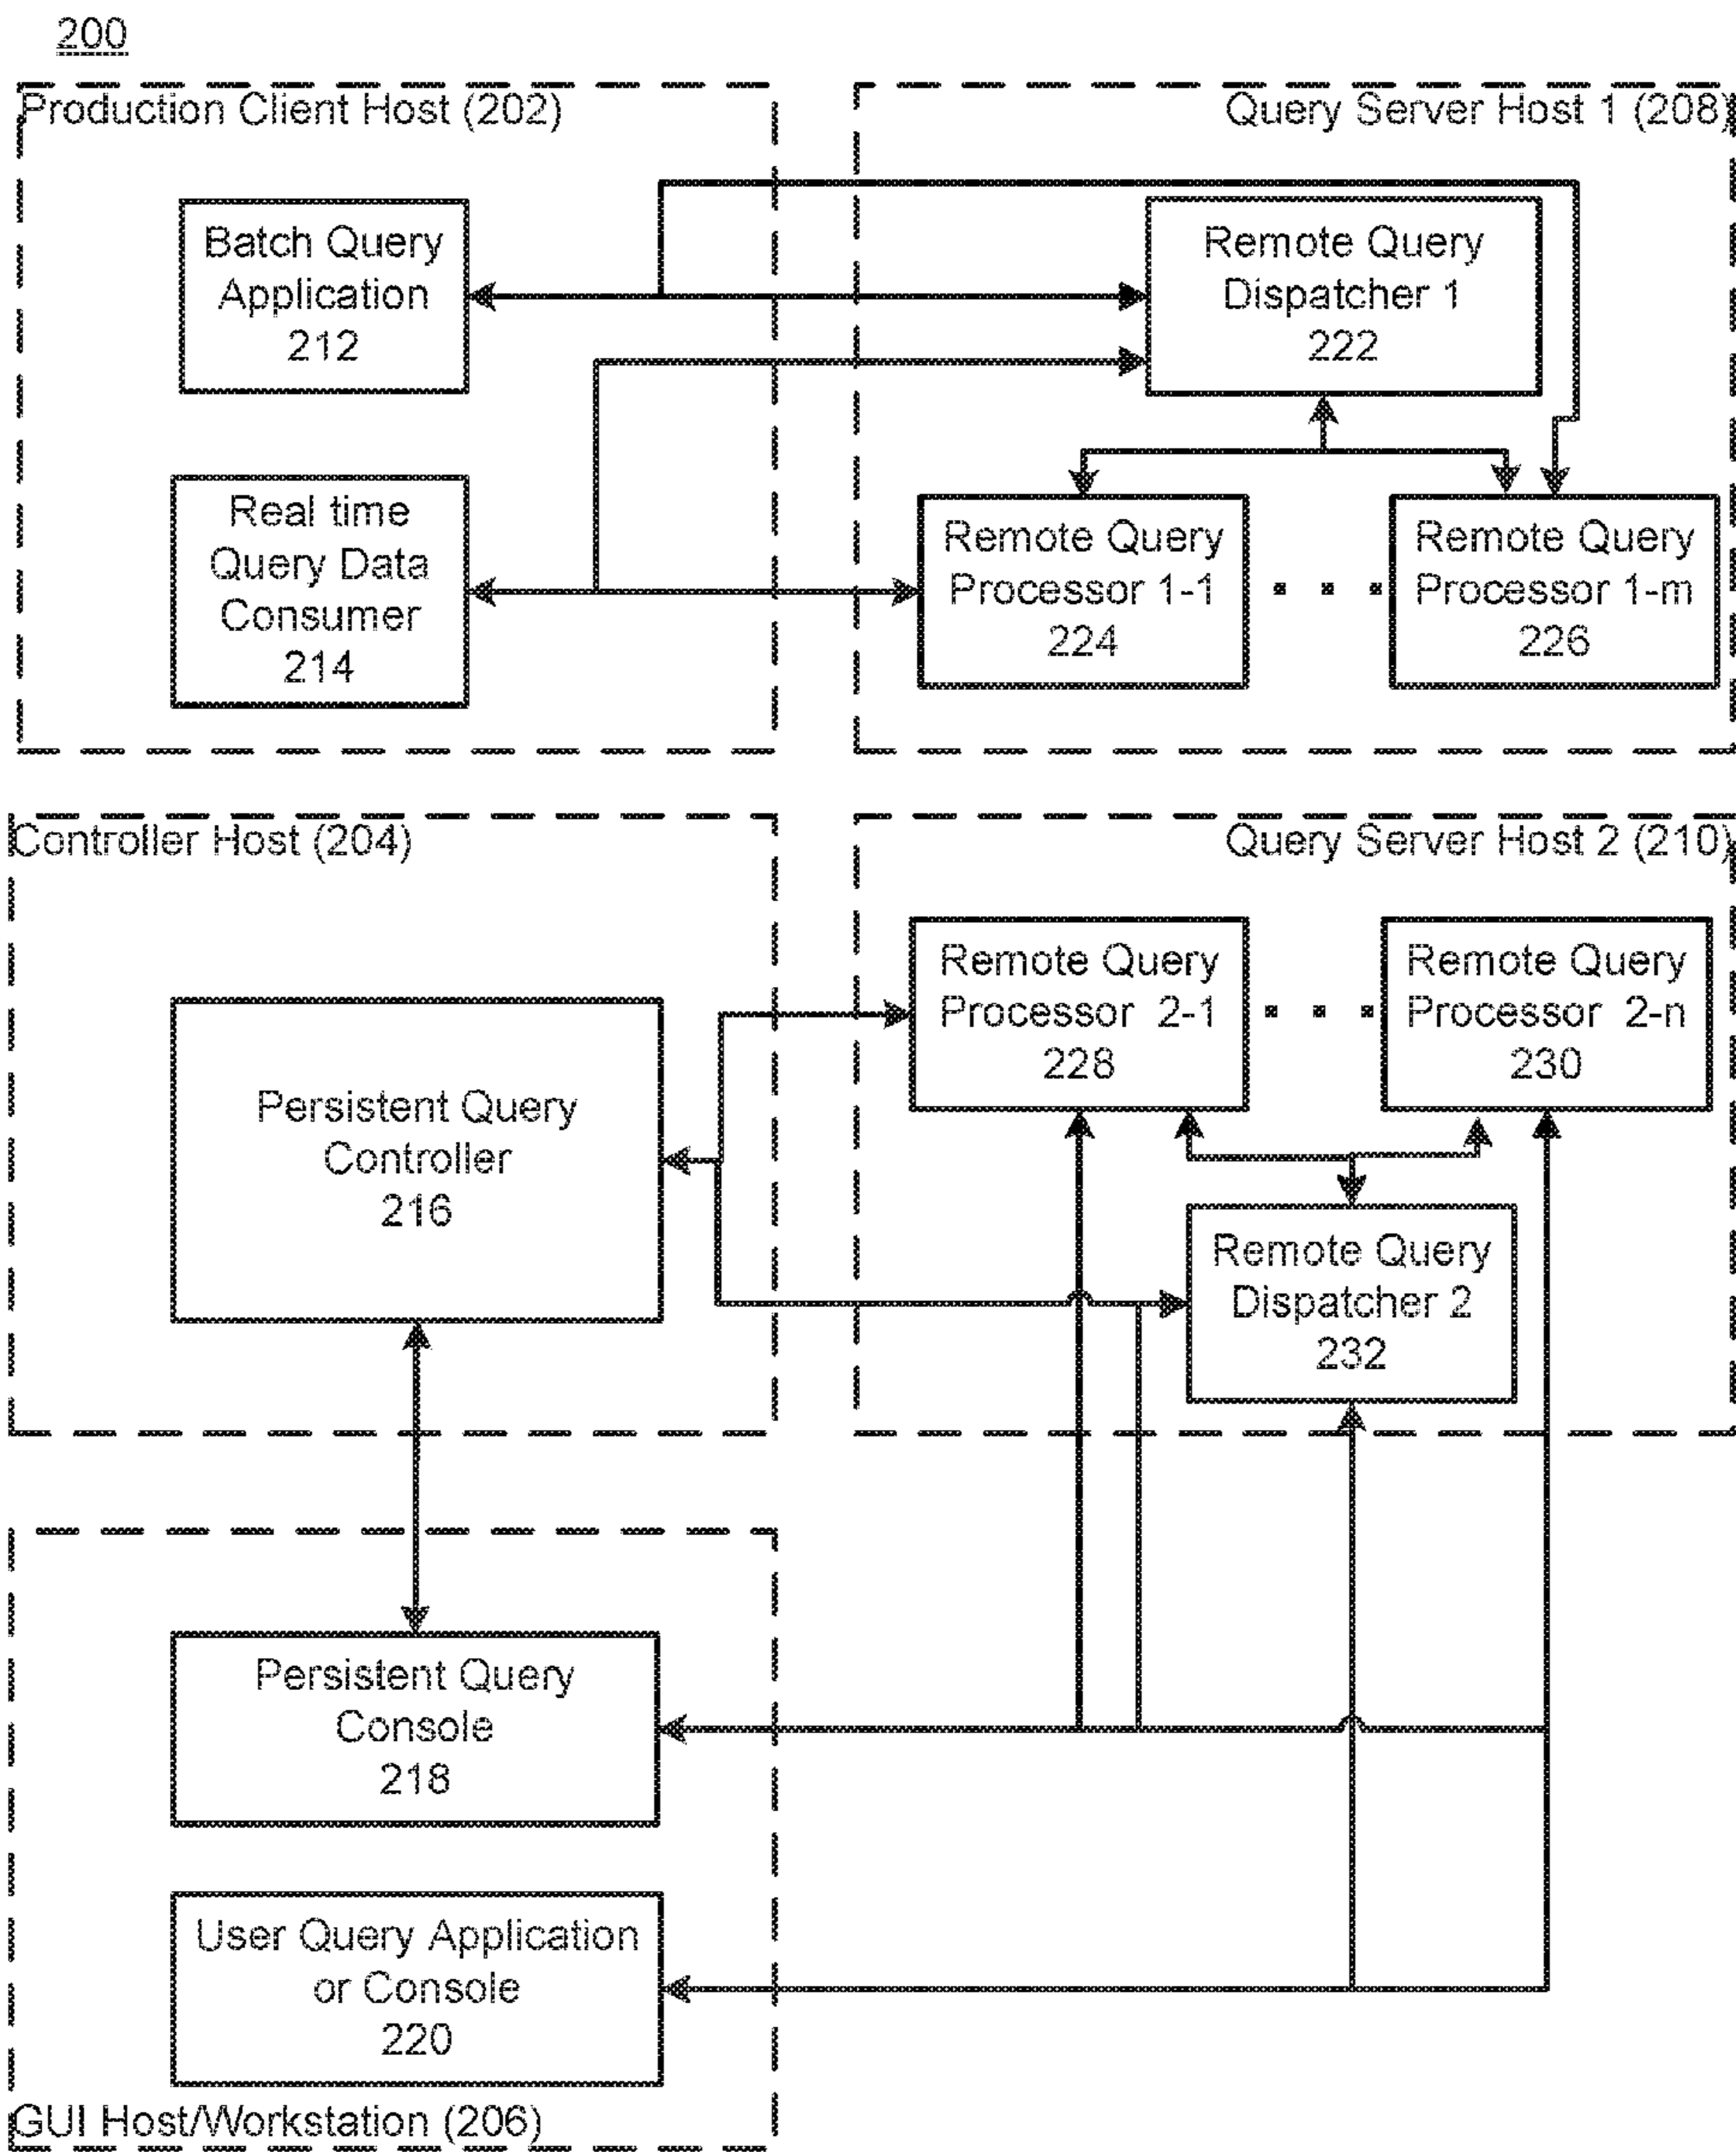 200
Production Client Host (202)
Query Server Host 1 (208)
Batch Query
Application
212
Remote Query
Dispatcher 1
222
Real time
Query Data
Consumer
214
Remote Query
Processor 1-1
224
. . .
Remote Query
Processor 1-m
226
Controller Host (204)
Query Server Host 2 (210)
Persistent Query
Controller
216
Remote Query
Processor 2-1
228
. . .
Remote Query
Processor 2-n
230
Remote Query
Dispatcher 2
232
Persistent Query
Console
218
User Query Application
or Console
220
GUI Host/Workstation (206)